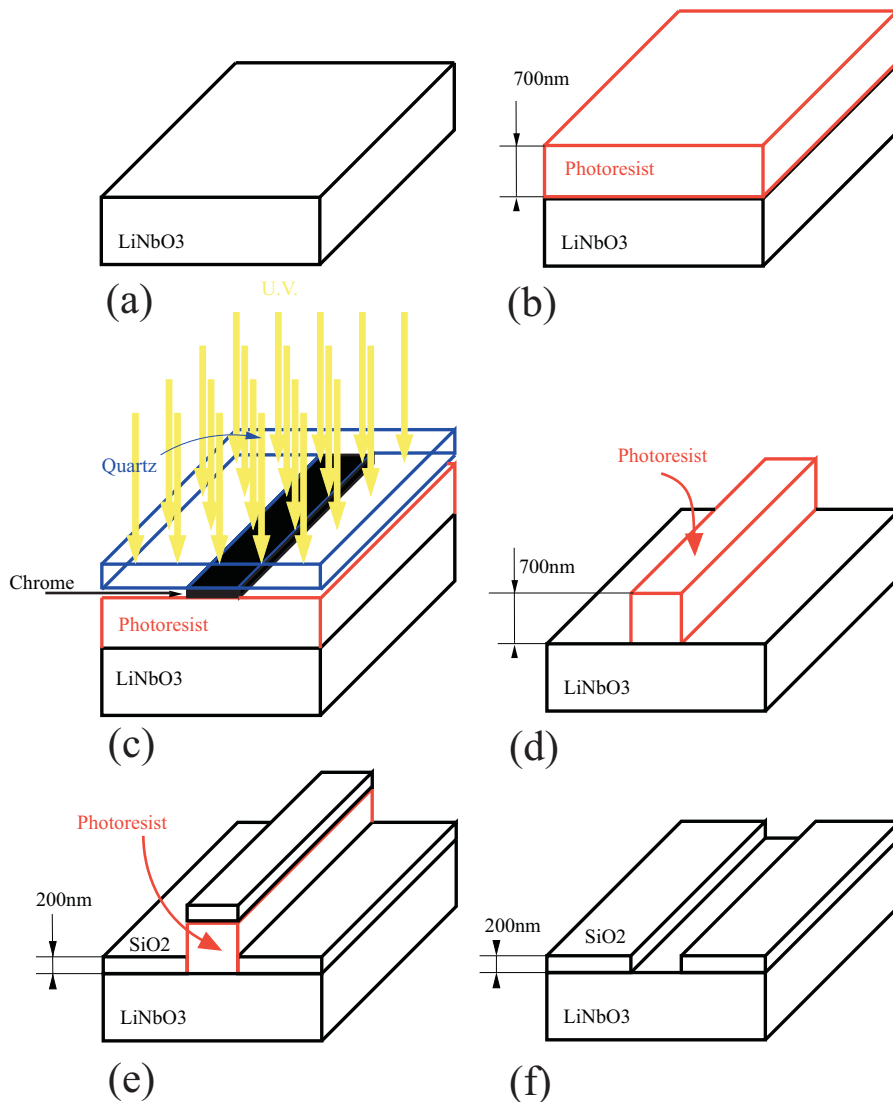 LiNbO3
(a)
700nm
Photoresist
LiNbO3
(b)
U.V.
Quartz
Chrome
Photoresist
LiNbO3
(c)
Photoresist
700nm
LiNbO3
(d)
Photoresist
200nm
SiO2
LiNbO3
(e)
200nm
SiO2
LiNbO3
(f)